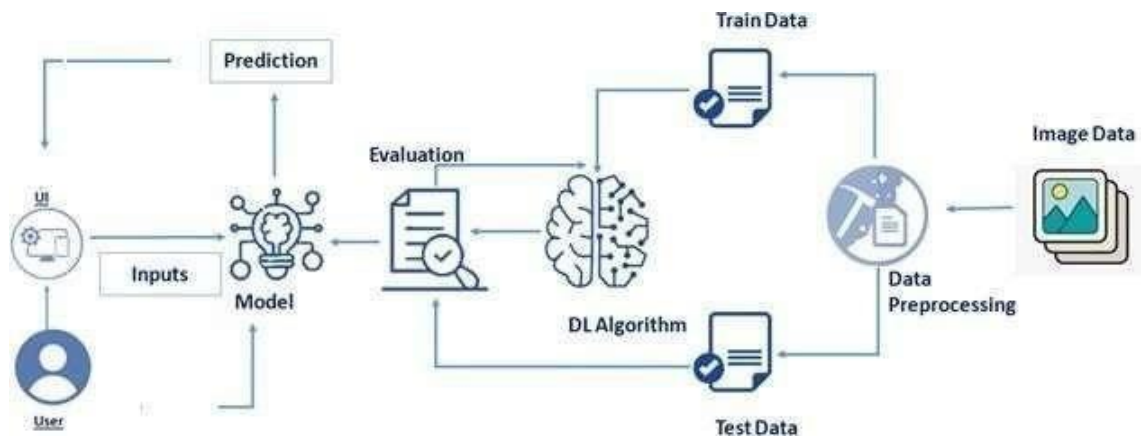 Train Data
Prediction
Image Data
Evaluation
UI
Inputs
Model
Data
Preprocessing
DL Algorithm
User
Test Data